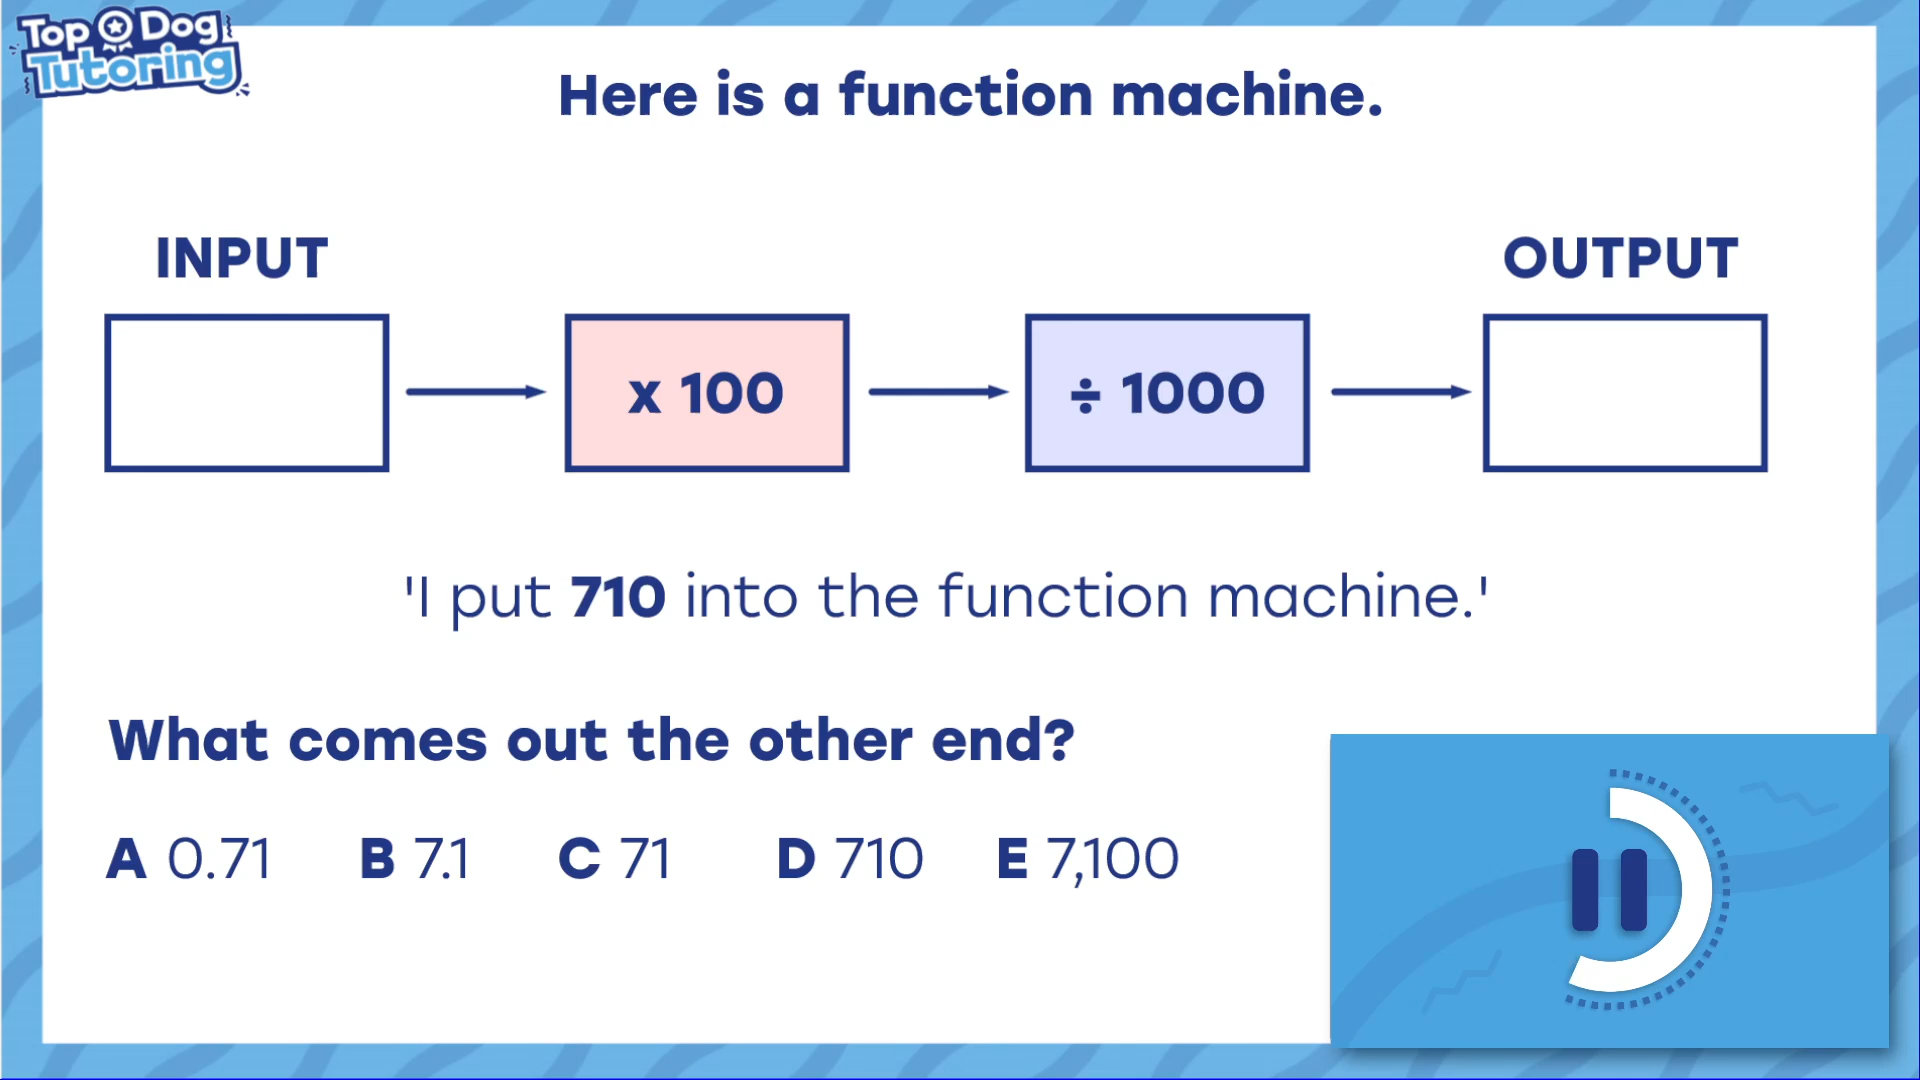 Top Dog
Tutoring
Here is a function machine.
INPUT
OUTPUT
x 100
÷ 1000
'I put 710 into the function machine.'
What comes out the other end?
A 0.71 B 7.1 C 71 D 710 E 7,100